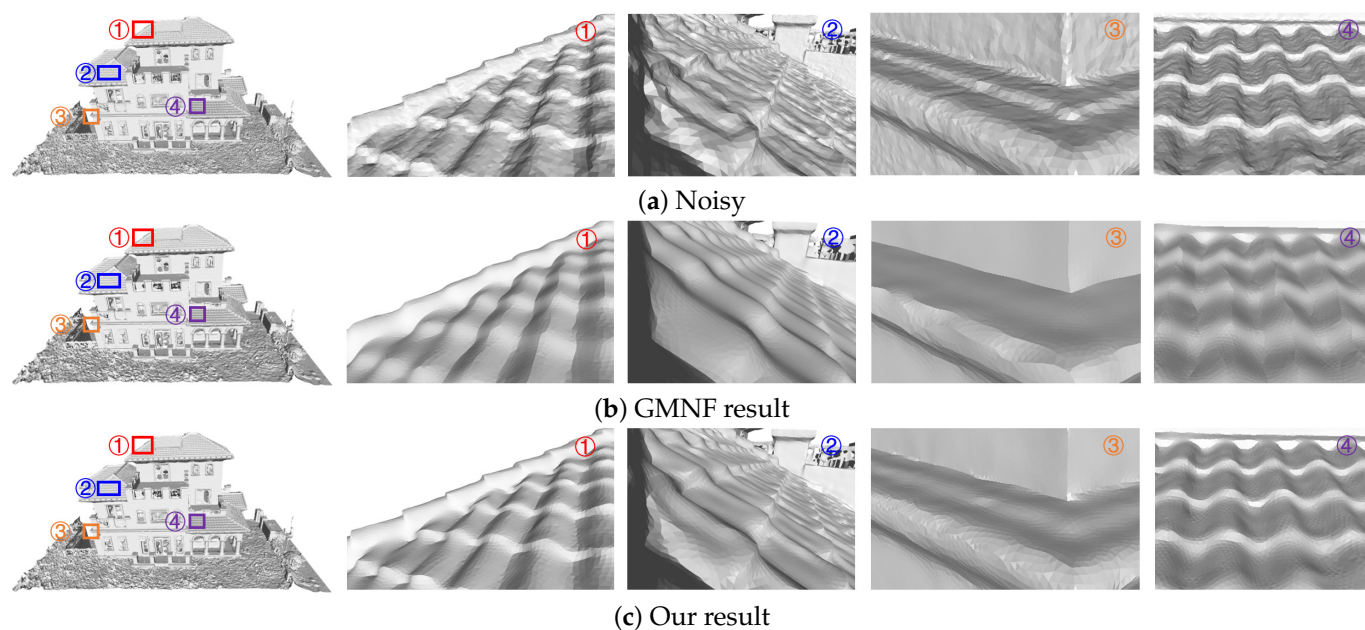 ① ① ② ③ ④
②
③ ④
(a) Noisy
① ① ② ③ ④
②
③ ④
(b) GMNF result
① ① ② ③ ④
②
③ ④
(c) Our result